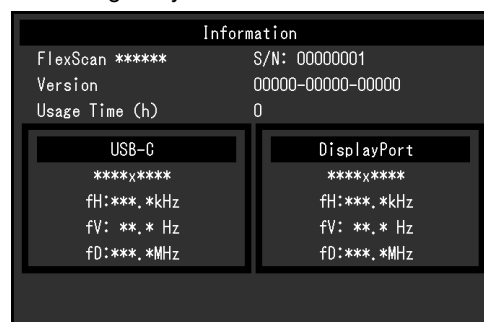 Information
FlexScan ****** S/N: 00000001
Version 00000-00000-00000
Usage Time (h) 0
USB-C DisplayPort
****x**** ****x****
fH:***.*kHz fH:***.*kHz
fV: **.* Hz fV: **.* Hz
fD:***.*MHz fD:***.*MHz